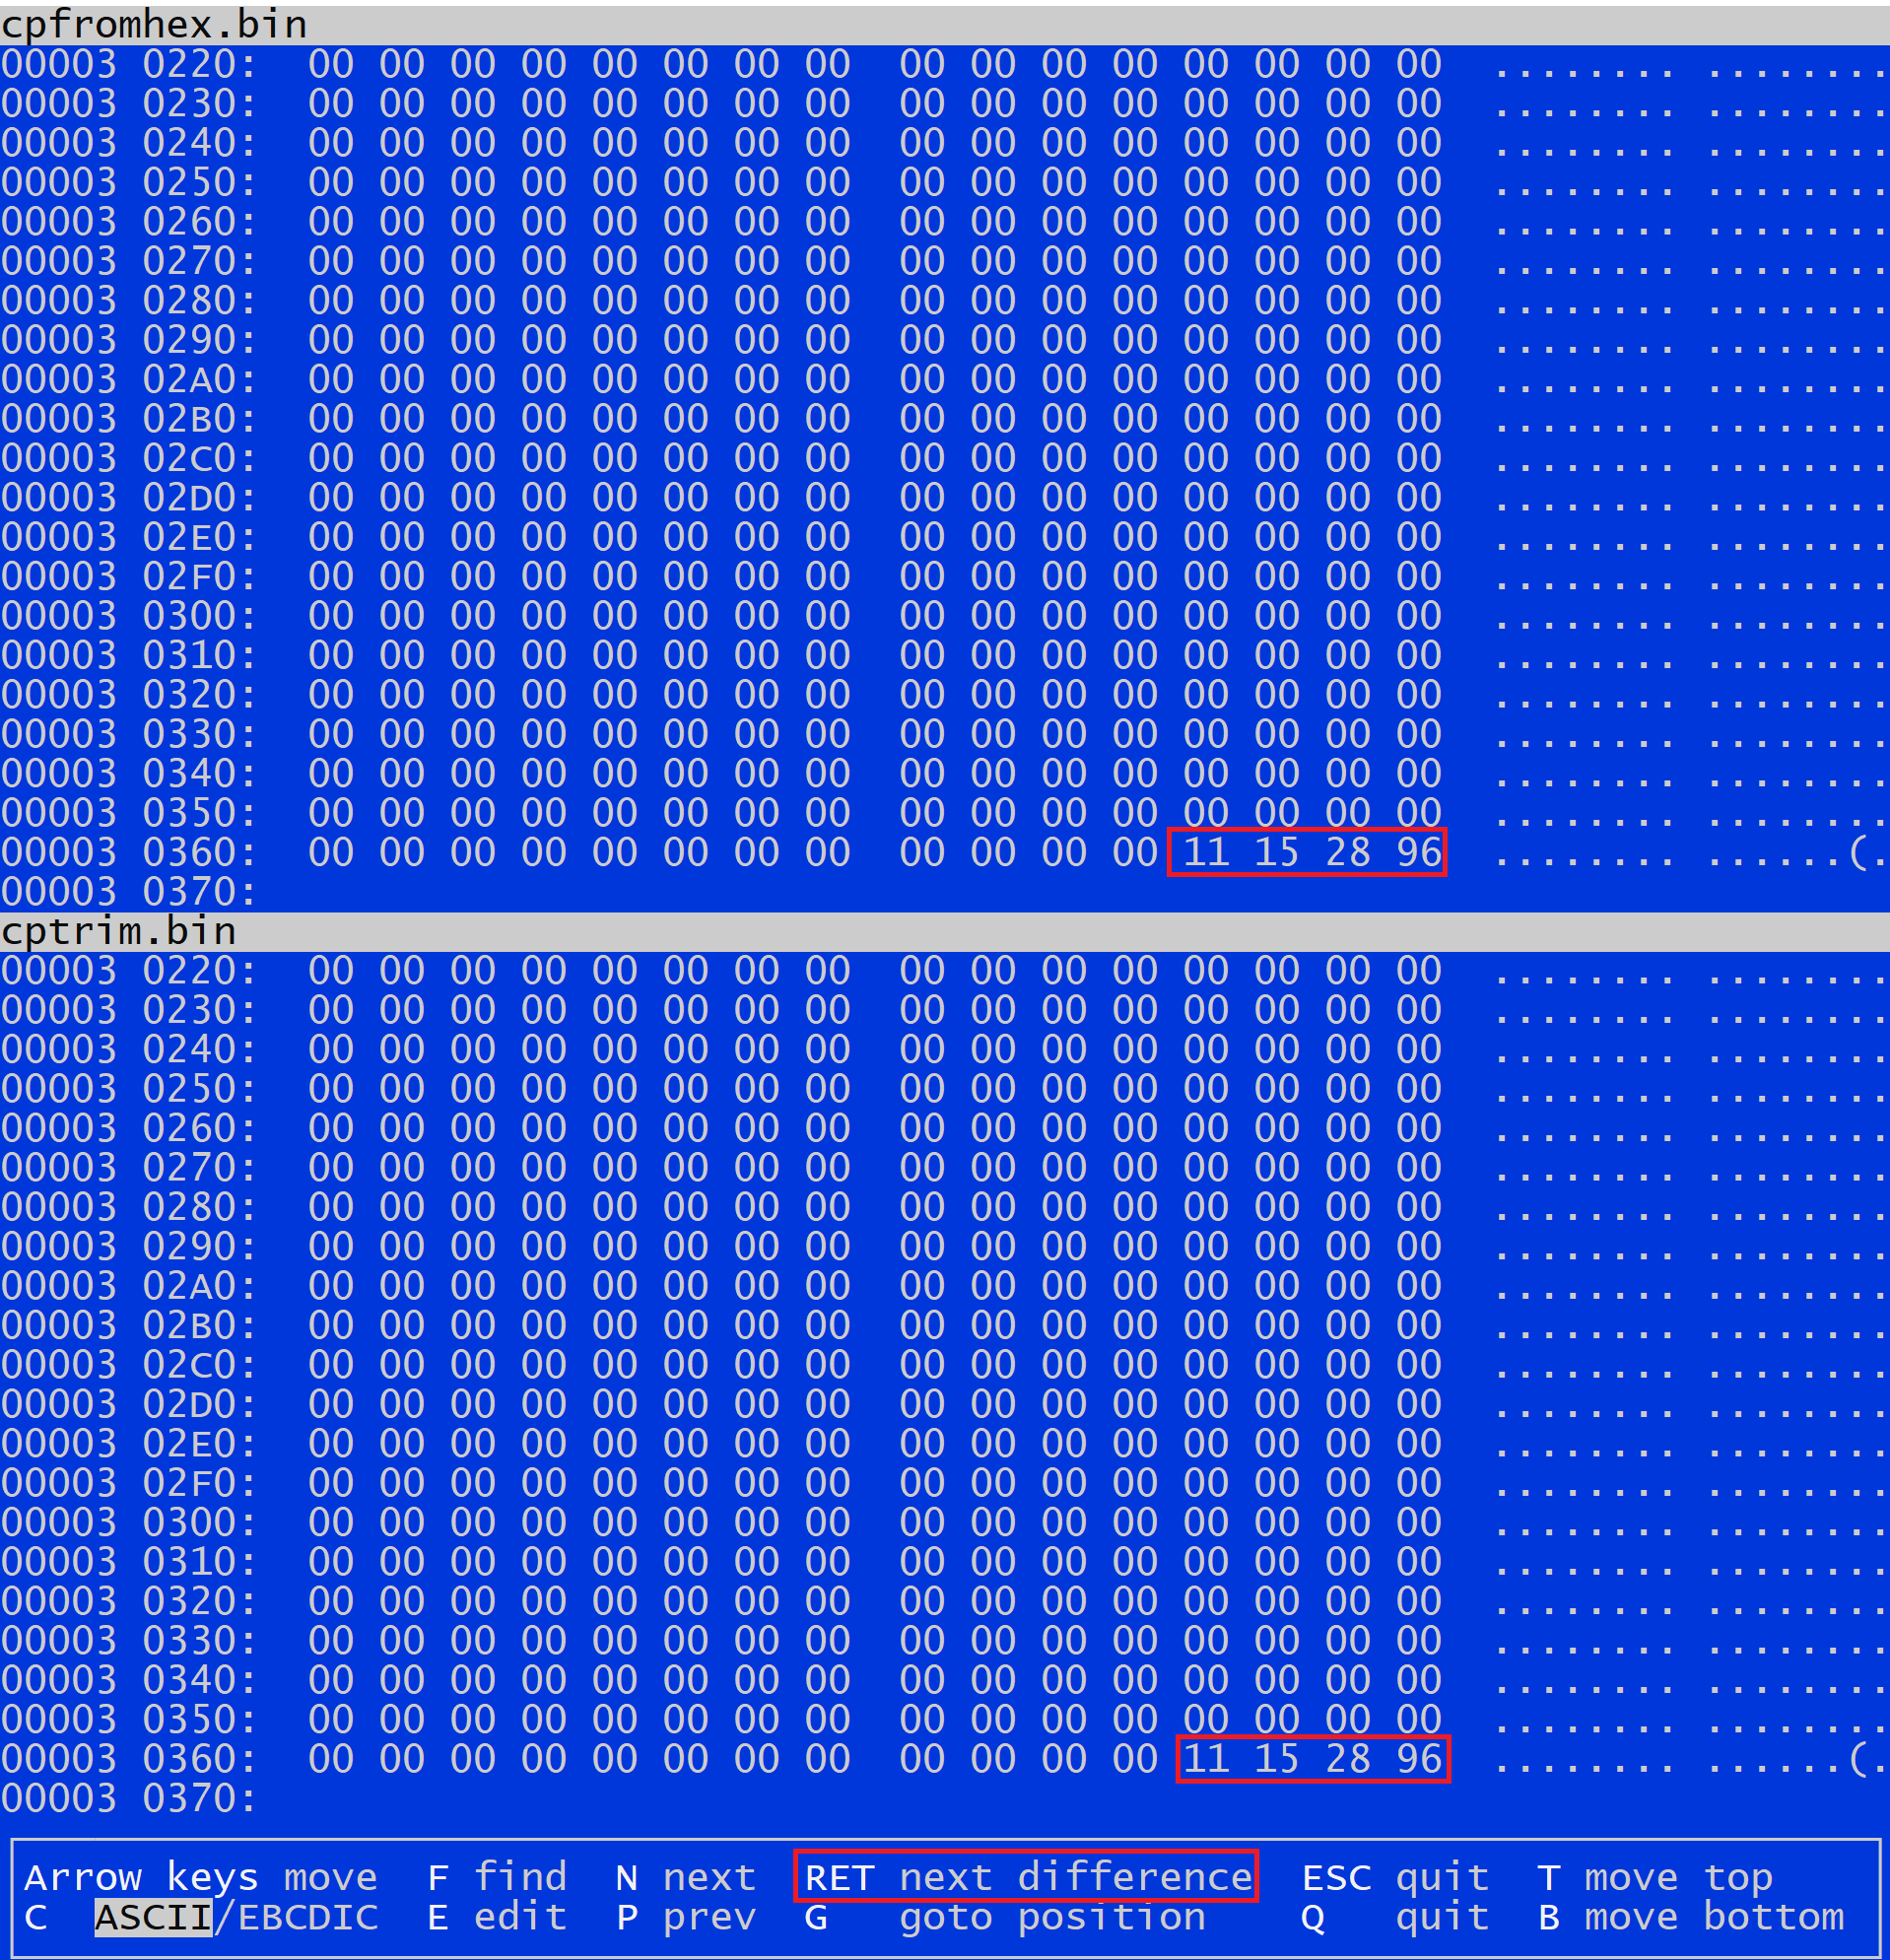 cpfromhex.bin
00003 0220:  00 00 00 00 00 00 00 00  00 00 00 00 00 00 00 00  ........ ........
00003 0230:  00 00 00 00 00 00 00 00  00 00 00 00 00 00 00 00  ........ ........
00003 0240:  00 00 00 00 00 00 00 00  00 00 00 00 00 00 00 00  ........ ........
00003 0250:  00 00 00 00 00 00 00 00  00 00 00 00 00 00 00 00  ........ ........
00003 0260:  00 00 00 00 00 00 00 00  00 00 00 00 00 00 00 00  ........ ........
00003 0270:  00 00 00 00 00 00 00 00  00 00 00 00 00 00 00 00  ........ ........
00003 0280:  00 00 00 00 00 00 00 00  00 00 00 00 00 00 00 00  ........ ........
00003 0290:  00 00 00 00 00 00 00 00  00 00 00 00 00 00 00 00  ........ ........
00003 02A0:  00 00 00 00 00 00 00 00  00 00 00 00 00 00 00 00  ........ ........
00003 02B0:  00 00 00 00 00 00 00 00  00 00 00 00 00 00 00 00  ........ ........
00003 02C0:  00 00 00 00 00 00 00 00  00 00 00 00 00 00 00 00  ........ ........
00003 02D0:  00 00 00 00 00 00 00 00  00 00 00 00 00 00 00 00  ........ ........
00003 02E0:  00 00 00 00 00 00 00 00  00 00 00 00 00 00 00 00  ........ ........
00003 02F0:  00 00 00 00 00 00 00 00  00 00 00 00 00 00 00 00  ........ ........
00003 0300:  00 00 00 00 00 00 00 00  00 00 00 00 00 00 00 00  ........ ........
00003 0310:  00 00 00 00 00 00 00 00  00 00 00 00 00 00 00 00  ........ ........
00003 0320:  00 00 00 00 00 00 00 00  00 00 00 00 00 00 00 00  ........ ........
00003 0330:  00 00 00 00 00 00 00 00  00 00 00 00 00 00 00 00  ........ ........
00003 0340:  00 00 00 00 00 00 00 00  00 00 00 00 00 00 00 00  ........ ........
00003 0350:  00 00 00 00 00 00 00 00  00 00 00 00 00 00 00 00  ........ ........
00003 0360:  00 00 00 00 00 00 00 00  00 00 00 00 11 15 28 96  ........ ......(.
00003 0370:
cptrim.bin
00003 0220:  00 00 00 00 00 00 00 00  00 00 00 00 00 00 00 00  ........ ........
00003 0230:  00 00 00 00 00 00 00 00  00 00 00 00 00 00 00 00  ........ ........
00003 0240:  00 00 00 00 00 00 00 00  00 00 00 00 00 00 00 00  ........ ........
00003 0250:  00 00 00 00 00 00 00 00  00 00 00 00 00 00 00 00  ........ ........
00003 0260:  00 00 00 00 00 00 00 00  00 00 00 00 00 00 00 00  ........ ........
00003 0270:  00 00 00 00 00 00 00 00  00 00 00 00 00 00 00 00  ........ ........
00003 0280:  00 00 00 00 00 00 00 00  00 00 00 00 00 00 00 00  ........ ........
00003 0290:  00 00 00 00 00 00 00 00  00 00 00 00 00 00 00 00  ........ ........
00003 02A0:  00 00 00 00 00 00 00 00  00 00 00 00 00 00 00 00  ........ ........
00003 02B0:  00 00 00 00 00 00 00 00  00 00 00 00 00 00 00 00  ........ ........
00003 02C0:  00 00 00 00 00 00 00 00  00 00 00 00 00 00 00 00  ........ ........
00003 02D0:  00 00 00 00 00 00 00 00  00 00 00 00 00 00 00 00  ........ ........
00003 02E0:  00 00 00 00 00 00 00 00  00 00 00 00 00 00 00 00  ........ ........
00003 02F0:  00 00 00 00 00 00 00 00  00 00 00 00 00 00 00 00  ........ ........
00003 0300:  00 00 00 00 00 00 00 00  00 00 00 00 00 00 00 00  ........ ........
00003 0310:  00 00 00 00 00 00 00 00  00 00 00 00 00 00 00 00  ........ ........
00003 0320:  00 00 00 00 00 00 00 00  00 00 00 00 00 00 00 00  ........ ........
00003 0330:  00 00 00 00 00 00 00 00  00 00 00 00 00 00 00 00  ........ ........
00003 0340:  00 00 00 00 00 00 00 00  00 00 00 00 00 00 00 00  ........ ........
00003 0350:  00 00 00 00 00 00 00 00  00 00 00 00 00 00 00 00  ........ ........
00003 0360:  00 00 00 00 00 00 00 00  00 00 00 00 11 15 28 96  ........ ......(.
00003 0370:
Arrow keys move  F find  N next  RET next difference  ESC quit  T move top
C  ASCII/EBCDIC  E edit  P prev  G   goto position    Q   quit  B move bottom